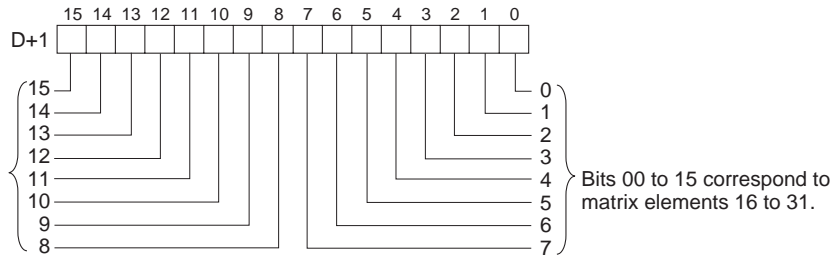 15 14 13 12 11 10 9 8 7 6 5 4 3 2 1 0
D+1
15 0
14 1
13 2
12 3
11 4 Bits 00 to 15 correspond to
10 5 matrix elements 16 to 31.
9 6
8 7